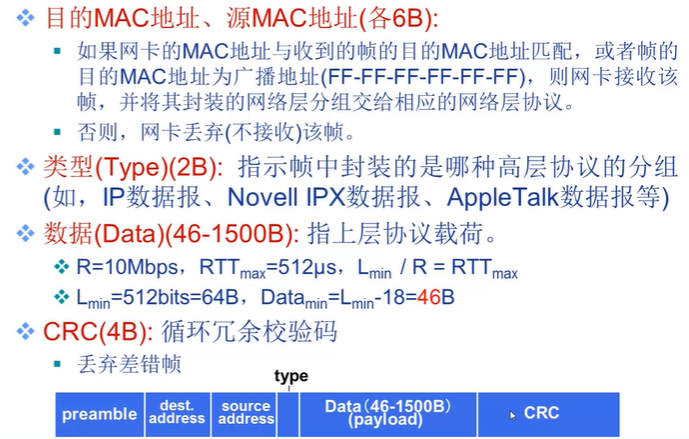 目的MAC地址、源MAC地址(各6B):
如果网卡的MAC地址与收到的帧的目的MAC地址匹配，或者帧的
目的MAC地址为广播地址(FF-FF-FF-FF-FF-FF)，则网卡接收该
帧，并将其封装的网络层分组交给相应的网络层协议。
否则，网卡丢弃(不接收)该帧。
类型(Type)(2B): 指示帧中封装的是哪种高层协议的分组
(如，IP数据报、Novell IPX数据报、AppleTalk数据报等)
数据(Data)(46-1500B): 指上层协议载荷。
R=10Mbps，RTTmax=512μs，Lmin / R = RTTmax
Lmin=512bits=64B，Datamin=Lmin-18=46B
CRC(4B): 循环冗余校验码
丢弃差错帧
type
preamble
dest. address
source address
Data（46-1500B）
(payload)
CRC